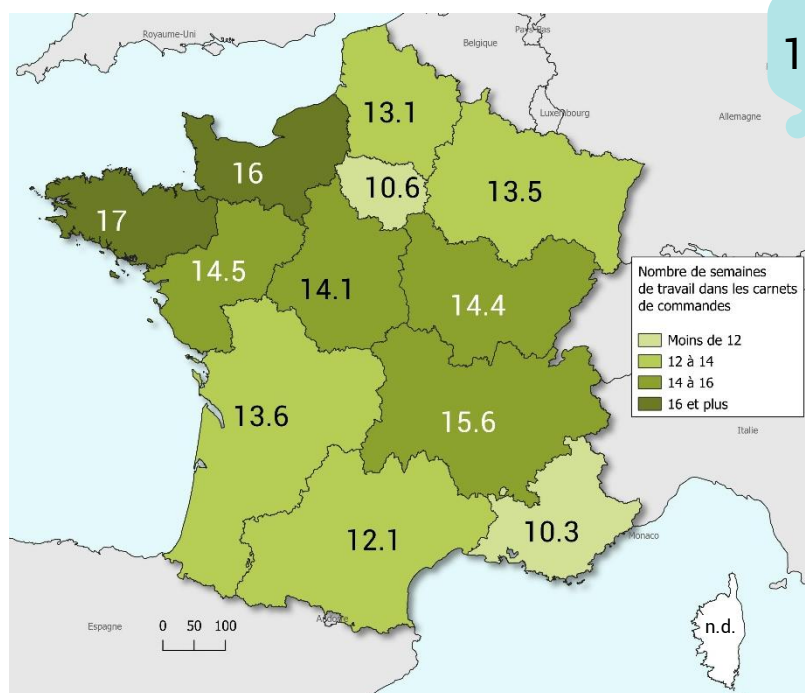 Royaume-Uni
Pays-Bas
Belgique
1
Luxembourg
Allemagne
13.1
16
10.6
13.5
17
14.5
14.1
14.4
Nombre de semaines
de travail dans les carnets
de commandes
Moins de 12
12 à 14
14 à 16
16 et plus
13.6
15.6
Italie
12.1
10.3
Monaco
Espagne
0 50 100
Andorre
n.d.